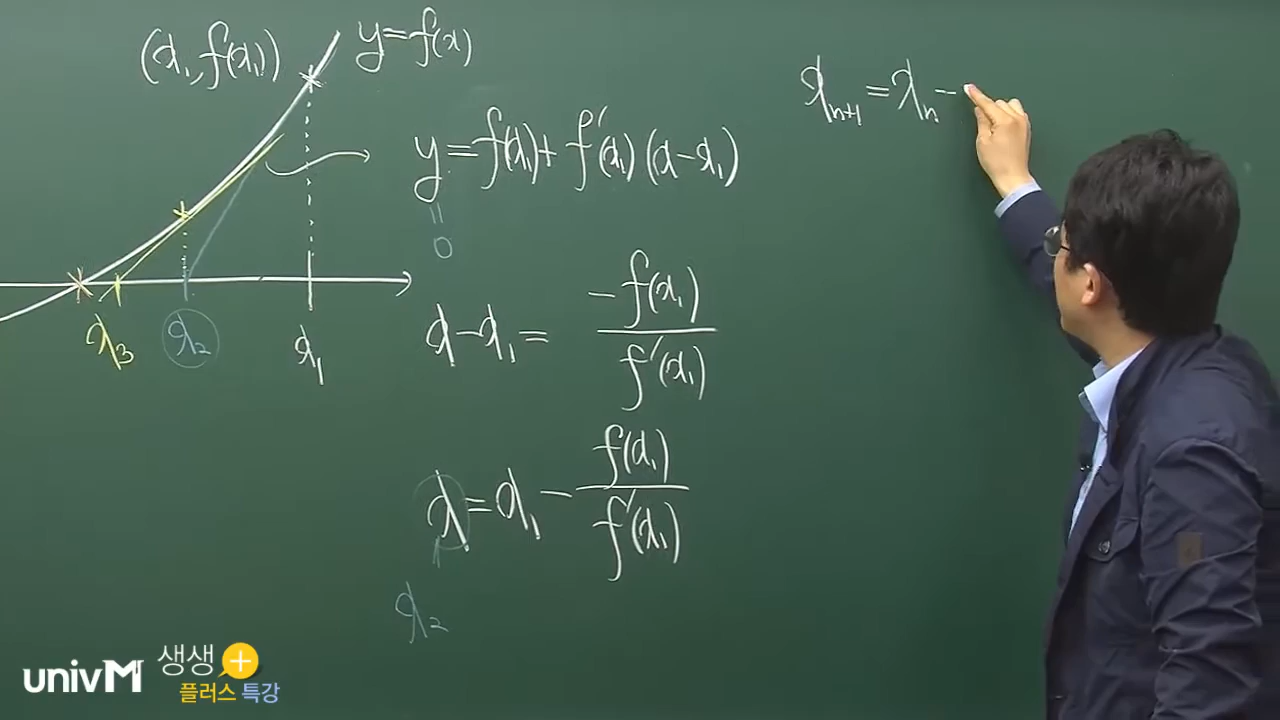 (x₁, f(x₁))
y=f(x)
y=f(x₁)+f'(x₁)(x-x₁)
"
0
x₃
x₂
x₁
x-x₁= -f(x₁)/f'(x₁)
x=x₁-f(x₁)/f'(x₁)
x₂
xₙ₊₁=xₙ-
univM 생생+
플러스 특강